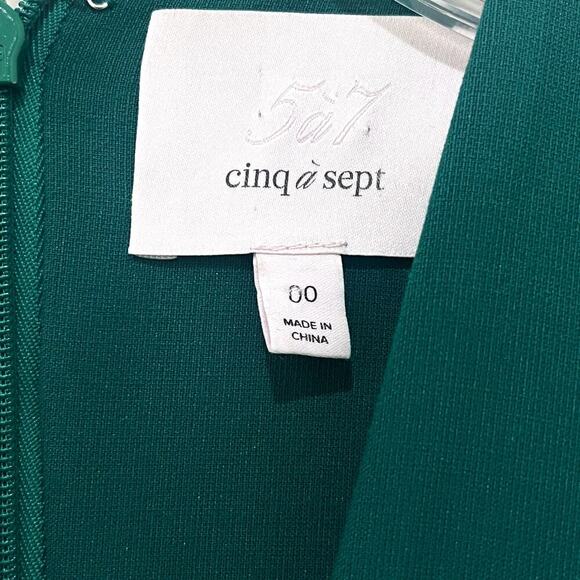 5à7
cinq à sept
00
MADE IN
CHINA